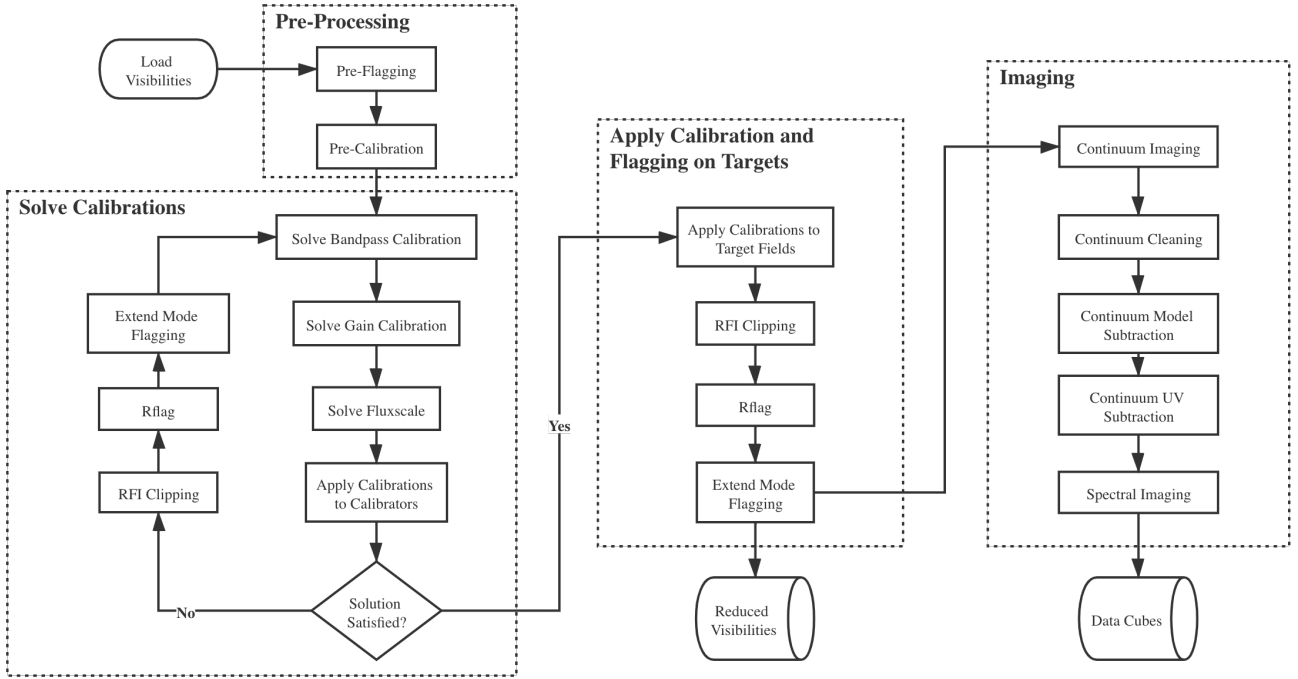 Pre-Processing
Load
Visibilities
Pre-Flagging
Pre-Calibration
Solve Calibrations
Solve Bandpass Calibration
Solve Gain Calibration
Solve Fluxscale
Apply Calibrations
to Calibrators
Solution
Satisfied?
No
RFI Clipping
Rflag
Extend Mode
Flagging
Yes
Apply Calibration and
Flagging on Targets
Apply Calibrations to
Target Fields
RFI Clipping
Rflag
Extend Mode
Flagging
Reduced
Visibilities
Imaging
Continuum Imaging
Continuum Cleaning
Continuum Model
Subtraction
Continuum UV
Subtraction
Spectral Imaging
Data Cubes